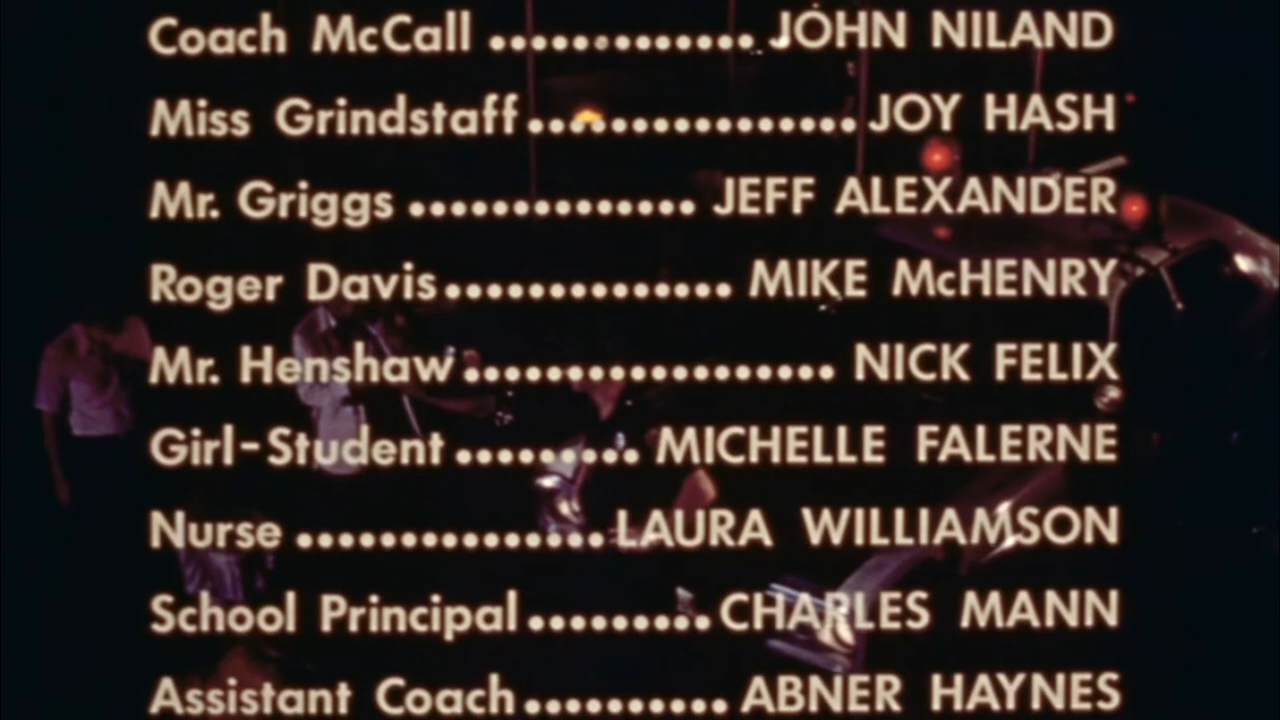 Coach McCall ............. JOHN NILAND
Miss Grindstaff................JOY HASH
Mr. Griggs .............. JEFF ALEXANDER
Roger Davis.............. MIKE McHENRY
Mr. Henshaw.................. NICK FELIX
Girl-Student ......... MICHELLE FALERNE
Nurse ...............LAURA WILLIAMSON
School Principal.........CHARLES MANN
Assistant Coach.......... ABNER HAYNES